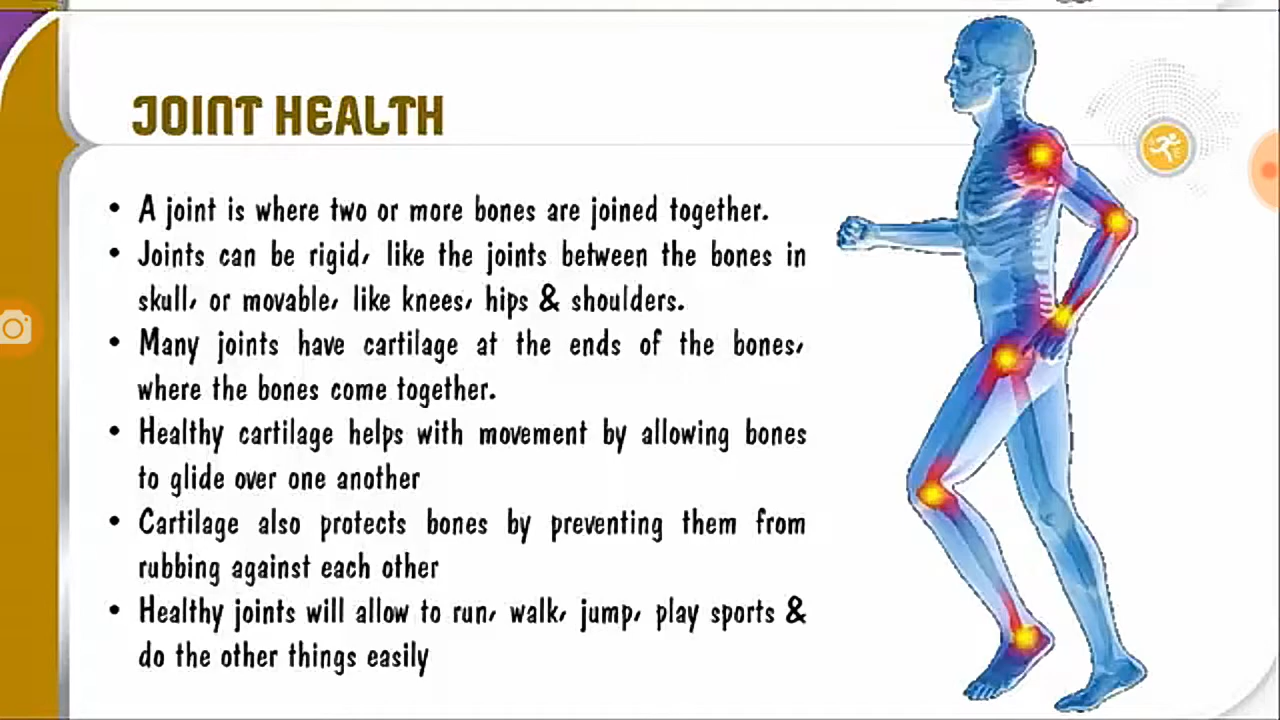 JOINT HEALTH
• A joint is where two or more bones are joined together.
• Joints can be rigid, like the joints between the bones in
skull, or movable, like knees, hips & shoulders.
• Many joints have cartilage at the ends of the bones,
where the bones come together.
• Healthy cartilage helps with movement by allowing bones
to glide over one another
• Cartilage also protects bones by preventing them from
rubbing against each other
• Healthy joints will allow to run, walk, jump, play sports &
do the other things easily